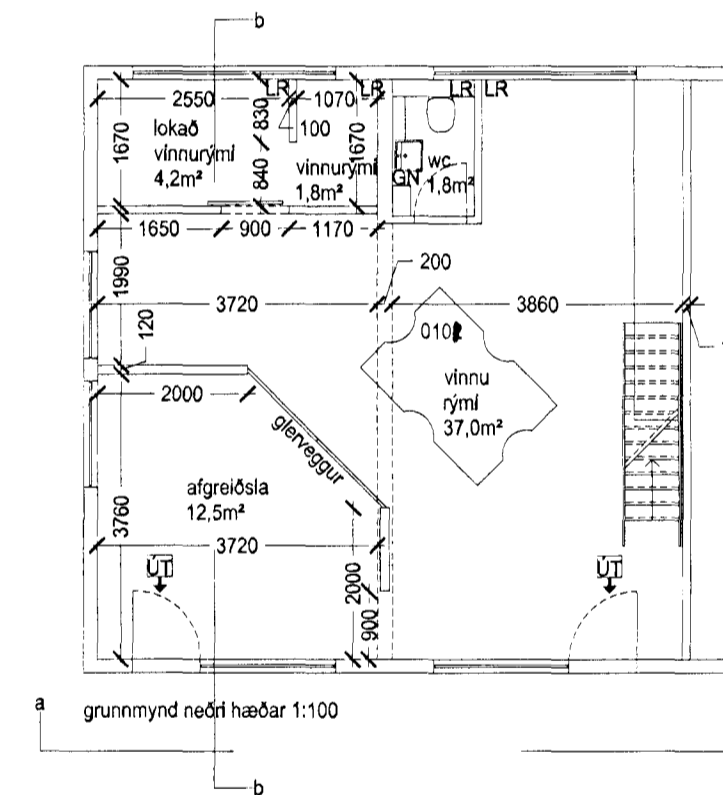 b
LR
LR
LR
LR
2550
830
1070
100
1670
lokað
vinnurými
4,2m²
840
1670
vinnurými
1,8m²
GN
wc
1,8m²
1650
900
1170
1990
200
3720
3860
120
010
vinnu
rými
37,0m²
2000
glerveggur
afgreiðsla
12,5m²
3760
3720
2000
900
ÚT
ÚT
a
grunnmynd neðri hæðar 1:100
b